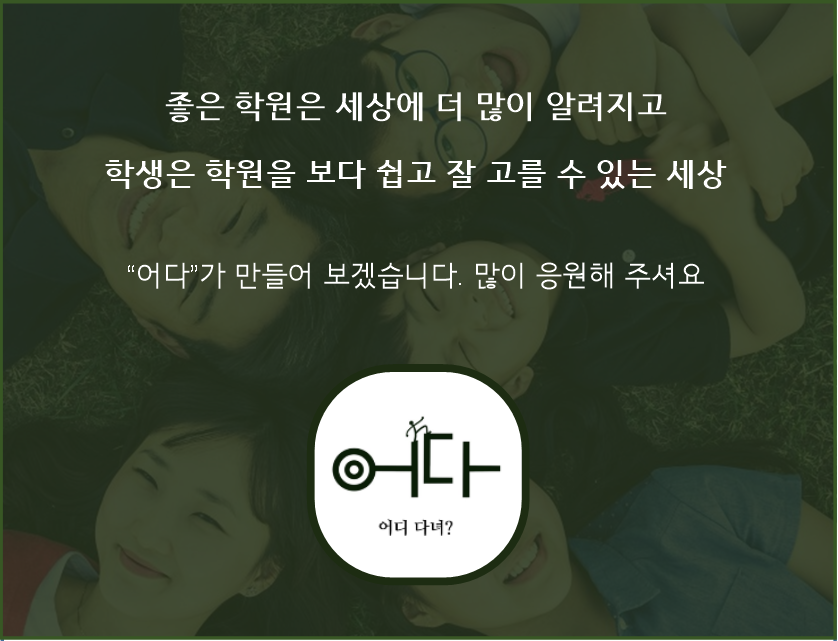 좋은 학원은 세상에 더 많이 알려지고
학생은 학원을 보다 쉽고 잘 고를 수 있는 세상
“어다”가 만들어 보겠습니다. 많이 응원해 주셔요
어다
어디 다녀?